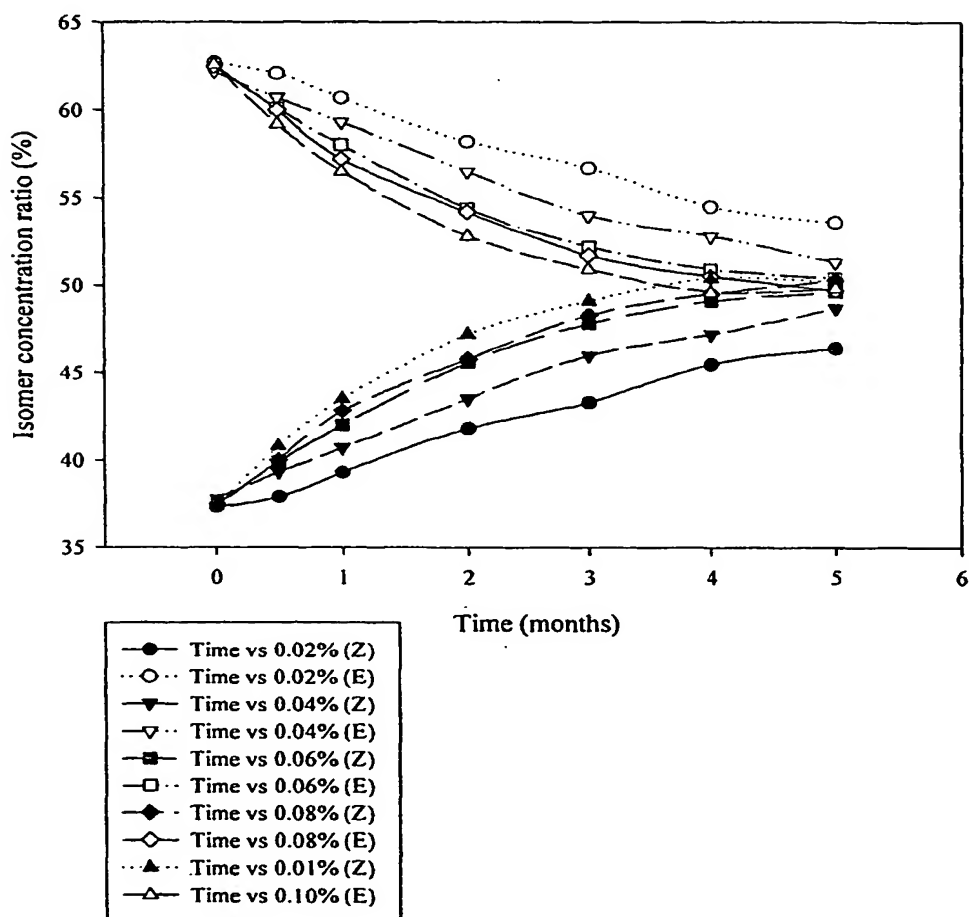 65
60
55
50
45
40
35
Isomer concentration ratio (%)
0 1 2 3 4 5 6
Time (months)
Time vs 0.02% (Z)
Time vs 0.02% (E)
Time vs 0.04% (Z)
Time vs 0.04% (E)
Time vs 0.06% (Z)
Time vs 0.06% (E)
Time vs 0.08% (Z)
Time vs 0.08% (E)
Time vs 0.01% (Z)
Time vs 0.10% (E)